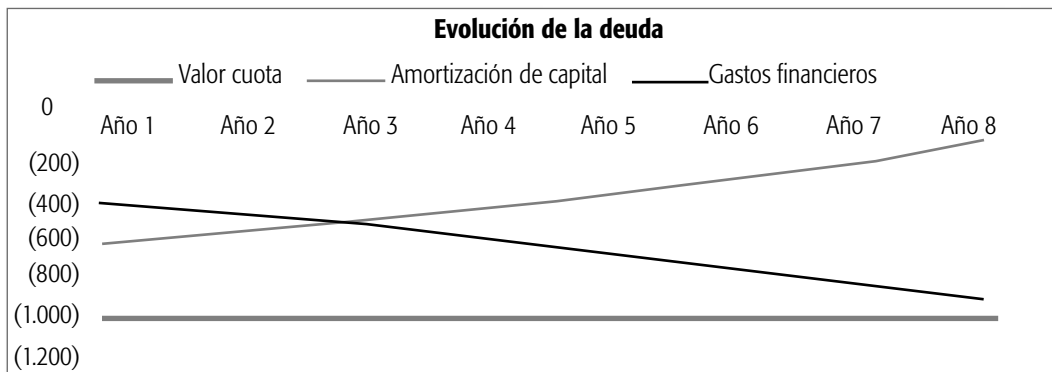 Evolución de la deuda
Valor cuota Amortización de capital Gastos financieros
0
Año 1 Año 2 Año 3 Año 4 Año 5 Año 6 Año 7 Año 8
(200)
(400)
(600)
(800)
(1.000)
(1.200)